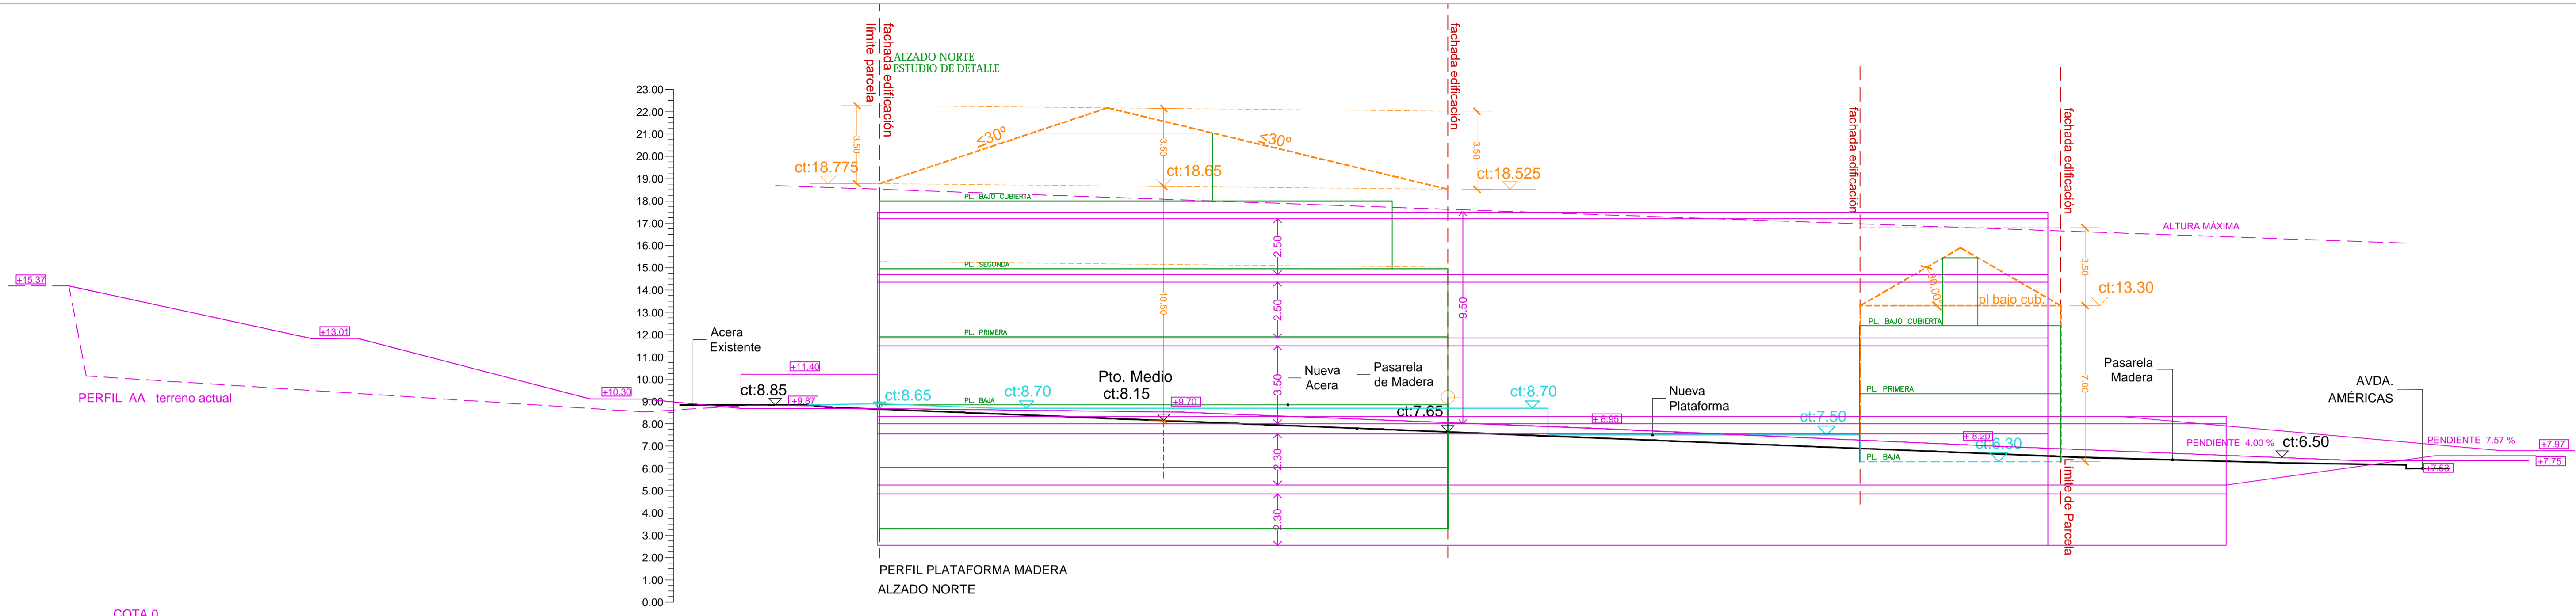 límite parcela
fachada edificación
ALZADO NORTE
ESTUDIO DE DETALLE
fachada edificación
fachada edificación
fachada edificación
23.00
22.00
21.00
20.00
19.00
18.00
17.00
16.00
15.00
14.00
13.00
12.00
11.00
10.00
9.00
8.00
7.00
6.00
5.00
4.00
3.00
2.00
1.00
0.00
3.50
≤30º
3.50
≤30º
3.50
ct:18.775
ct:18.65
ct:18.525
PL. BAJO CUBIERTA
ALTURA MÁXIMA
2.50
PL. SEGUNDA
3.50
+15.37
30.00°
pl bajo cub.
ct:13.30
2.50
10.50
9.50
PL. BAJO CUBIERTA
+13.01
Acera
Existente
PL. PRIMERA
+11.40
Pto. Medio
ct:8.15
Nueva
Acera
Pasarela
de Madera
3.50
Nueva
Plataforma
PL. PRIMERA
7.00
Pasarela
Madera
AVDA.
AMÉRICAS
PERFIL AA terreno actual
+10.30
ct:8.85
+9.87
ct:8.65
ct:8.70
PL. BAJA
+9.70
ct:7.65
ct:8.70
+ 8.95
ct:7.50
+ 8.20
ct:6.30
PL. BAJA
PENDIENTE 4.00 %
ct:6.50
PENDIENTE 7.57 %
+7.97
+7.75
+7.53
2.30
2.30
Límite de Parcela
PERFIL PLATAFORMA MADERA
ALZADO NORTE
COTA 0